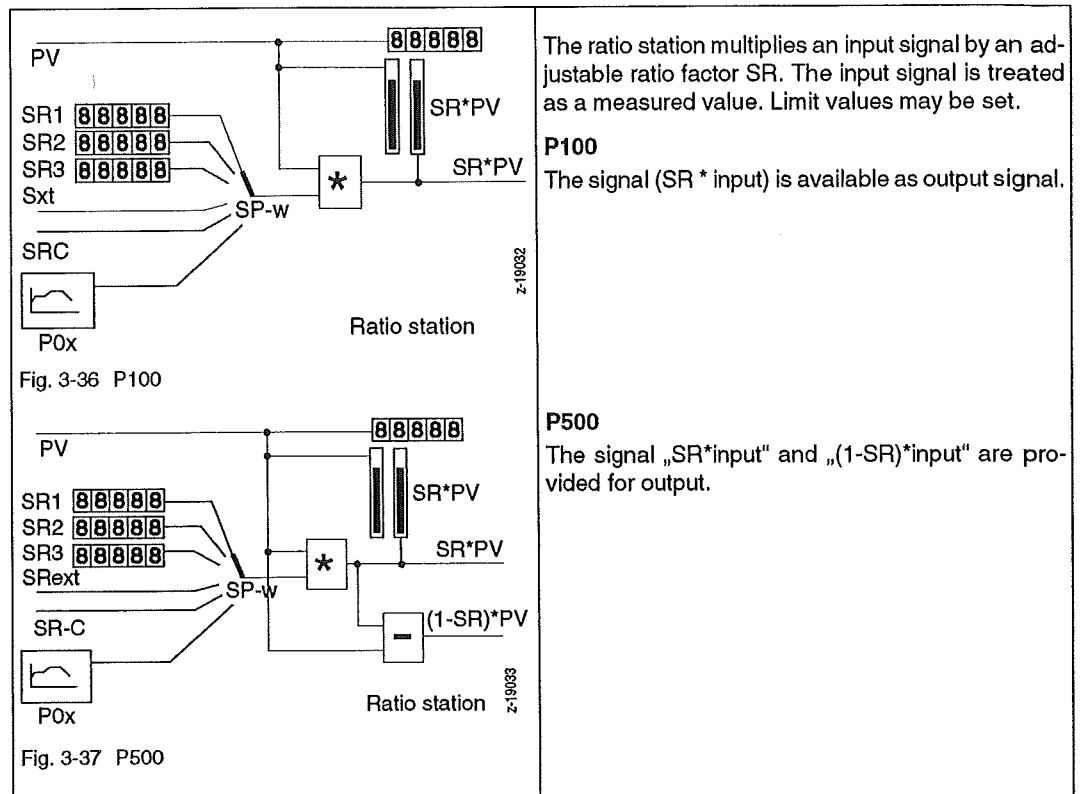 PV
88888
SR*PV
SR1 88888
SR2 88888
SR3 88888
Sxt
SP-w
*
SR*PV
SRC
P0x
z-19032
Ratio station
Fig. 3-36 P100
The ratio station multiplies an input signal by an ad-
justable ratio factor SR. The input signal is treated
as a measured value. Limit values may be set.
P100
The signal (SR * input) is available as output signal.
PV
88888
SR*PV
SR1 88888
SR2 88888
SR3 88888
SRext
SP-w
*
SR*PV
SR-C
(1-SR)*PV
-
P0x
z-19033
Ratio station
Fig. 3-37 P500
P500
The signal „SR*input" and „(1-SR)*input" are pro-
vided for output.